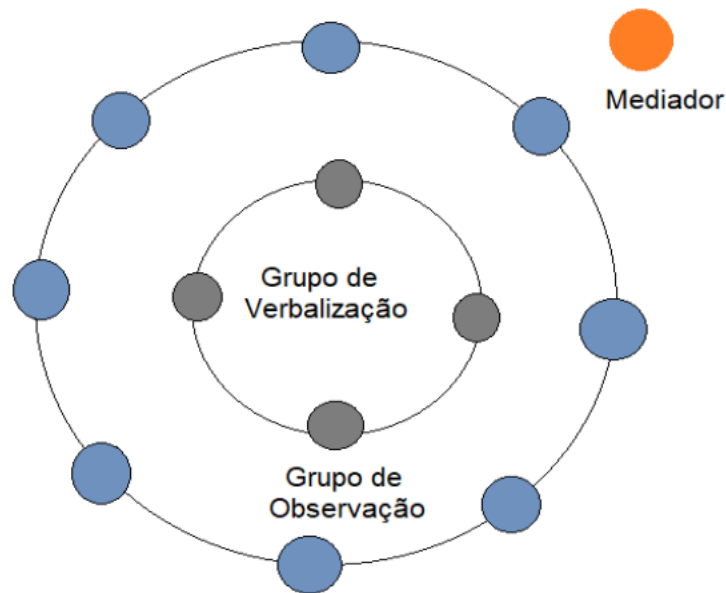 Mediador
Grupo de
Verbalização
Grupo de
Observação